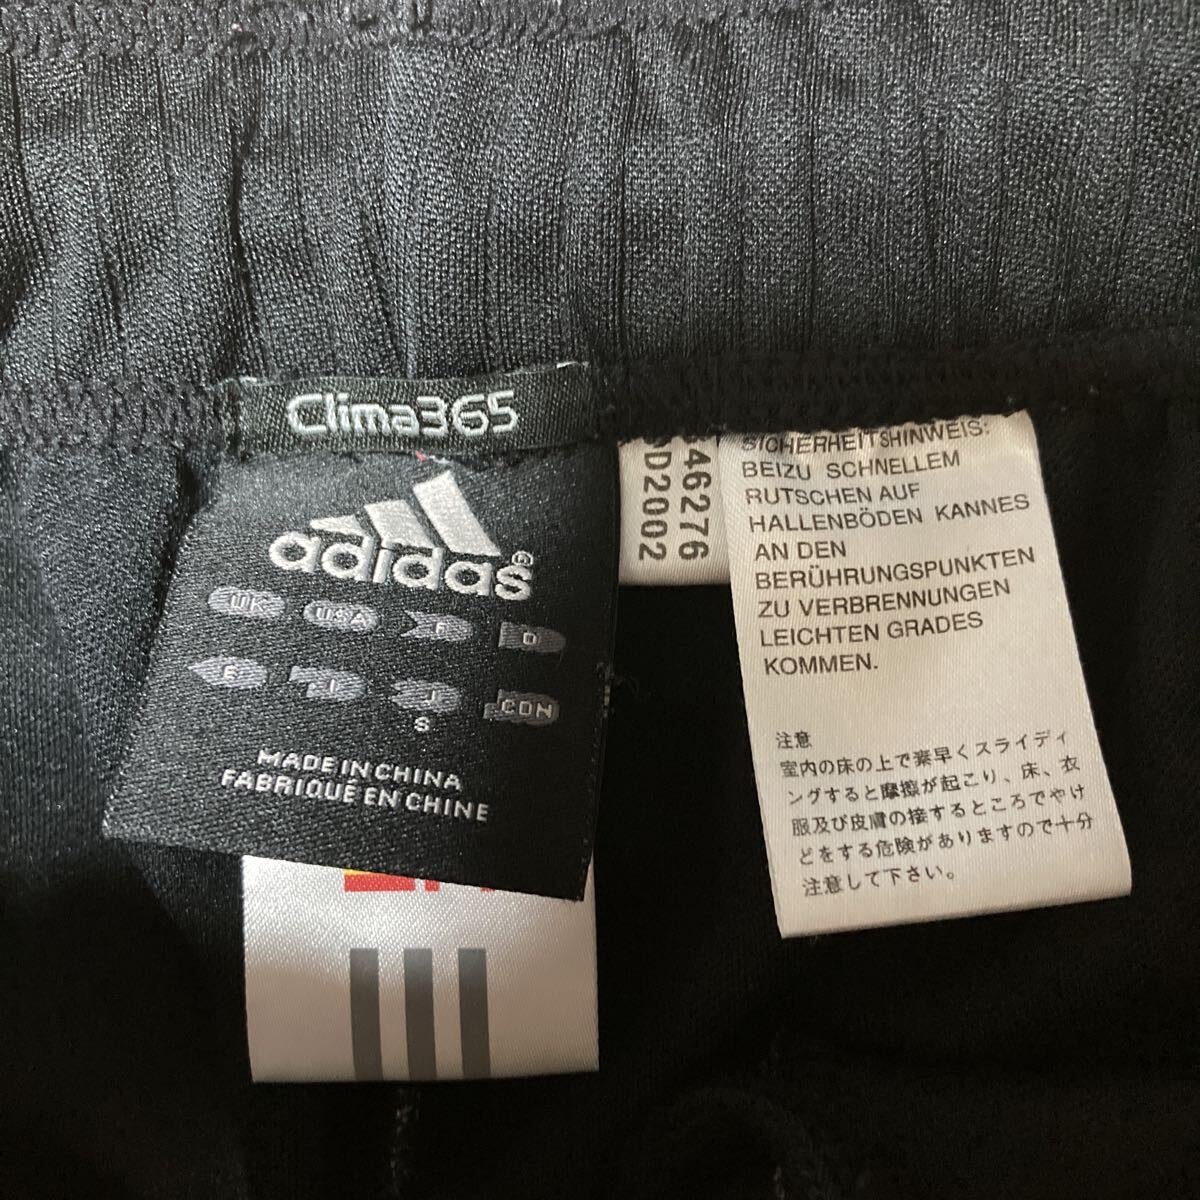 Clima365
adidas®
UK USA F D
E I J CDN
S
MADE IN CHINA
FABRIQUE EN CHINE
46276
D2002
SICHERHEITSHINWEIS:
BEIZU SCHNELLEM
RUTSCHEN AUF
HALLENBÖDEN KANNES
AN DEN
BERÜHRUNGSPUNKTEN
ZU VERBRENNUNGEN
LEICHTEN GRADES
KOMMEN.
注意
室内の床の上で素早くスライディ
ングすると摩擦が起こり、床、衣
服及び皮膚の接するところでやけ
どをする危険がありますので十分
注意して下さい。